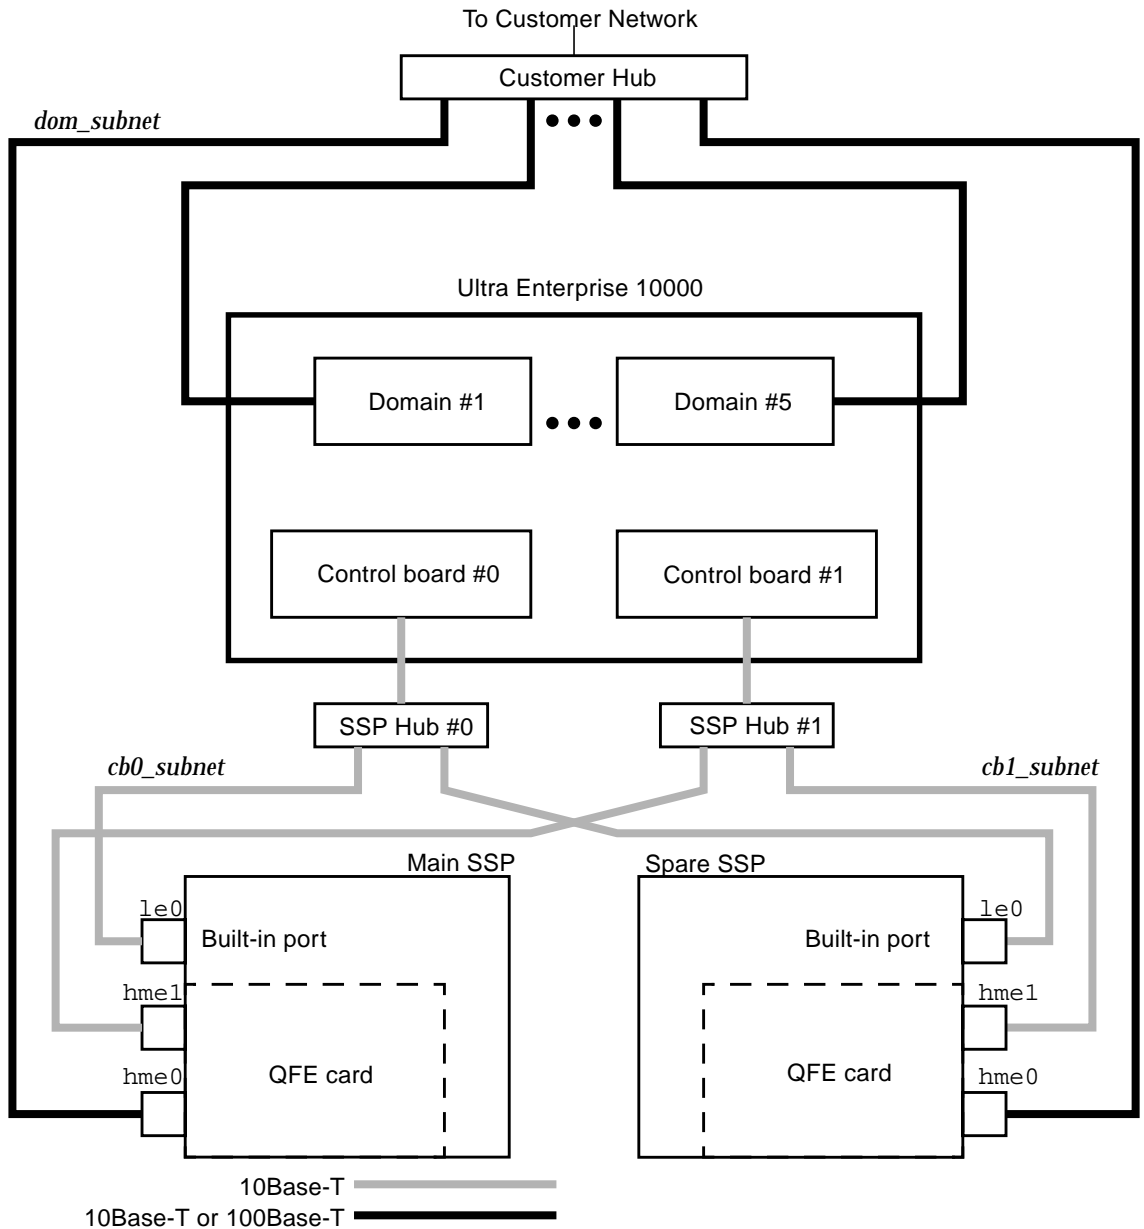 To Customer Network
Customer Hub
dom_subnet
Ultra Enterprise 10000
Domain #1
Domain #5
Control board #0
Control board #1
SSP Hub #0
SSP Hub #1
cb0_subnet
cb1_subnet
Main SSP
Spare SSP
le0
le0
Built-in port
Built-in port
hme1
hme1
QFE card
QFE card
hme0
hme0
10Base-T
10Base-T or 100Base-T